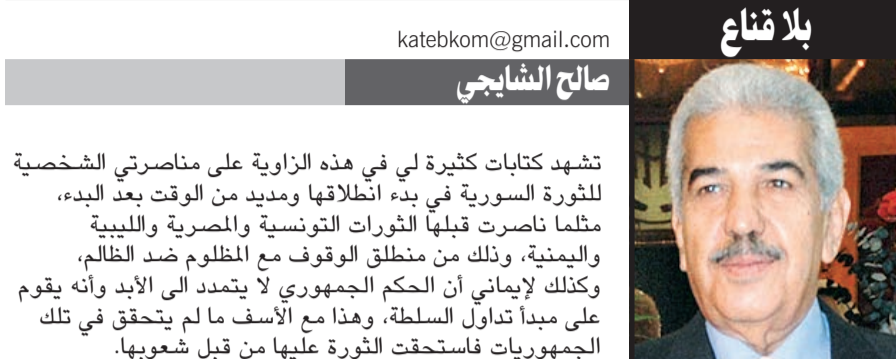 بلا قناع
katebkom@gmail.com
صالح الشايجي
تشهد كتابات كثيرة لي في هذه الزاوية على مناصرتي الشخصية
للثورة السورية في بدء انطلاقها ومديد من الوقت بعد البدء،
مثلما ناصرت قبلها الثورات التونسية والمصرية والليبية
واليمنية، وذلك من منطلق الوقوف مع المظلوم ضد الظالم،
وكذلك لإيماني أن الحكم الجمهوري لا يتمدد الى الأبد وأنه يقوم
على مبدأ تداول السلطة، وهذا مع الأسف ما لم يتحقق في تلك
الجمهوريات فاستحقت الثورة عليها من قبل شعوبها.